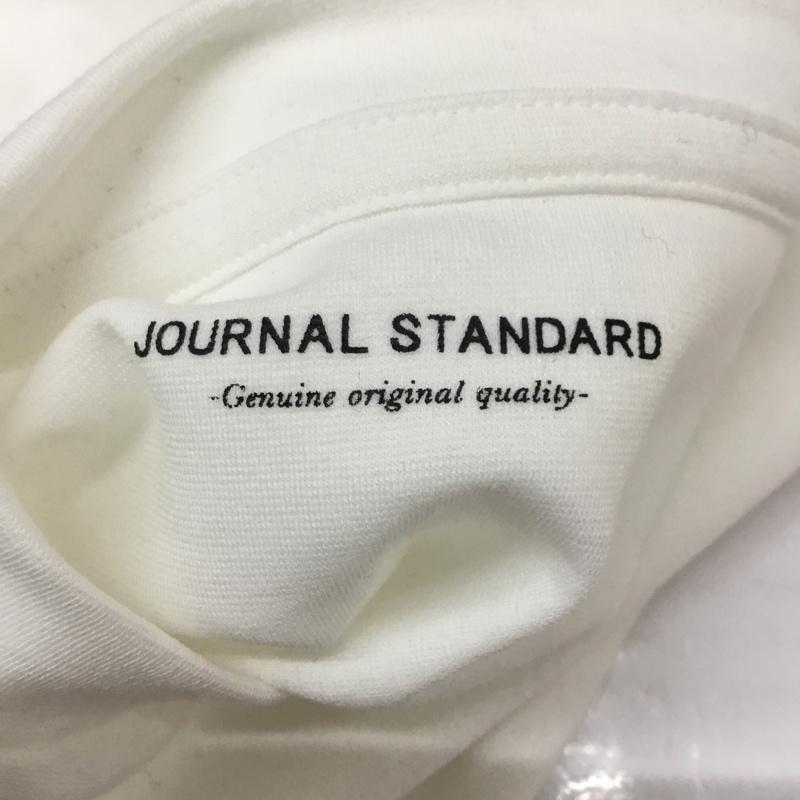 JOURNAL STANDARD
-Genuine original quality-